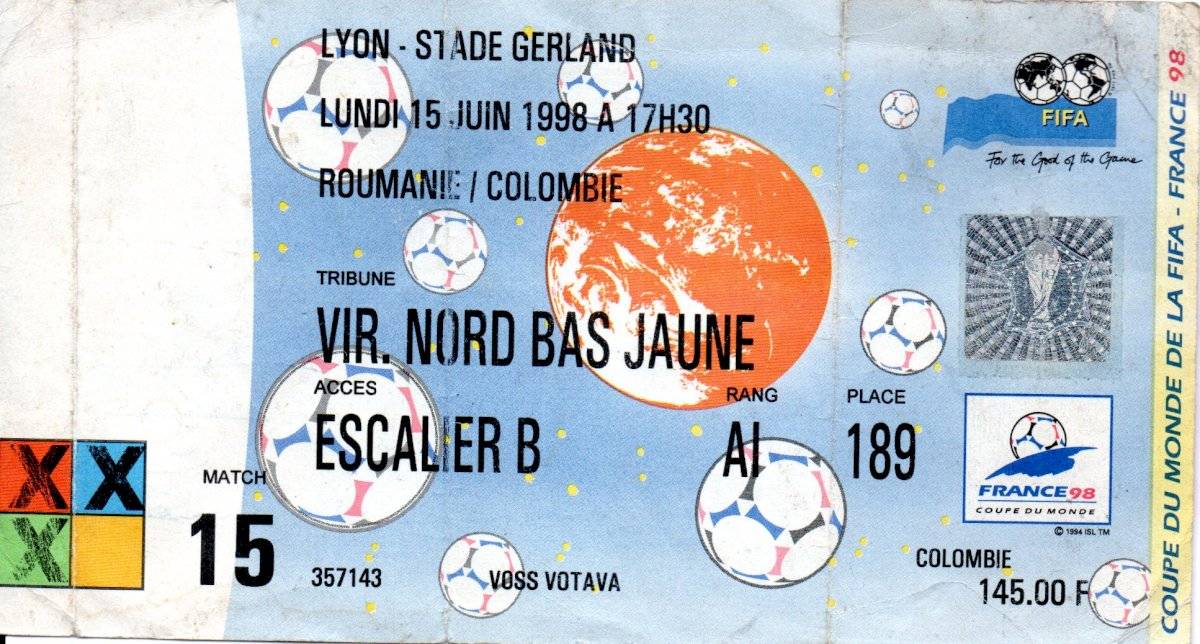 LYON - STADE GERLAND
LUNDI 15 JUIN 1998 A 17H30
ROUMANIE / COLOMBIE
TRIBUNE
VIR. NORD BAS JAUNE
ACCES
RANG
PLACE
ESCALIER B
AI
189
MATCH
15
357143
VOSS VOTAVA
COLOMBIE
145.00 F
X X
X
FIFA
For the Good of the Game
FRANCE 98
COUPE DU MONDE
© 1994 ISL TM
COUPE DU MONDE DE LA FIFA - FRANCE 98